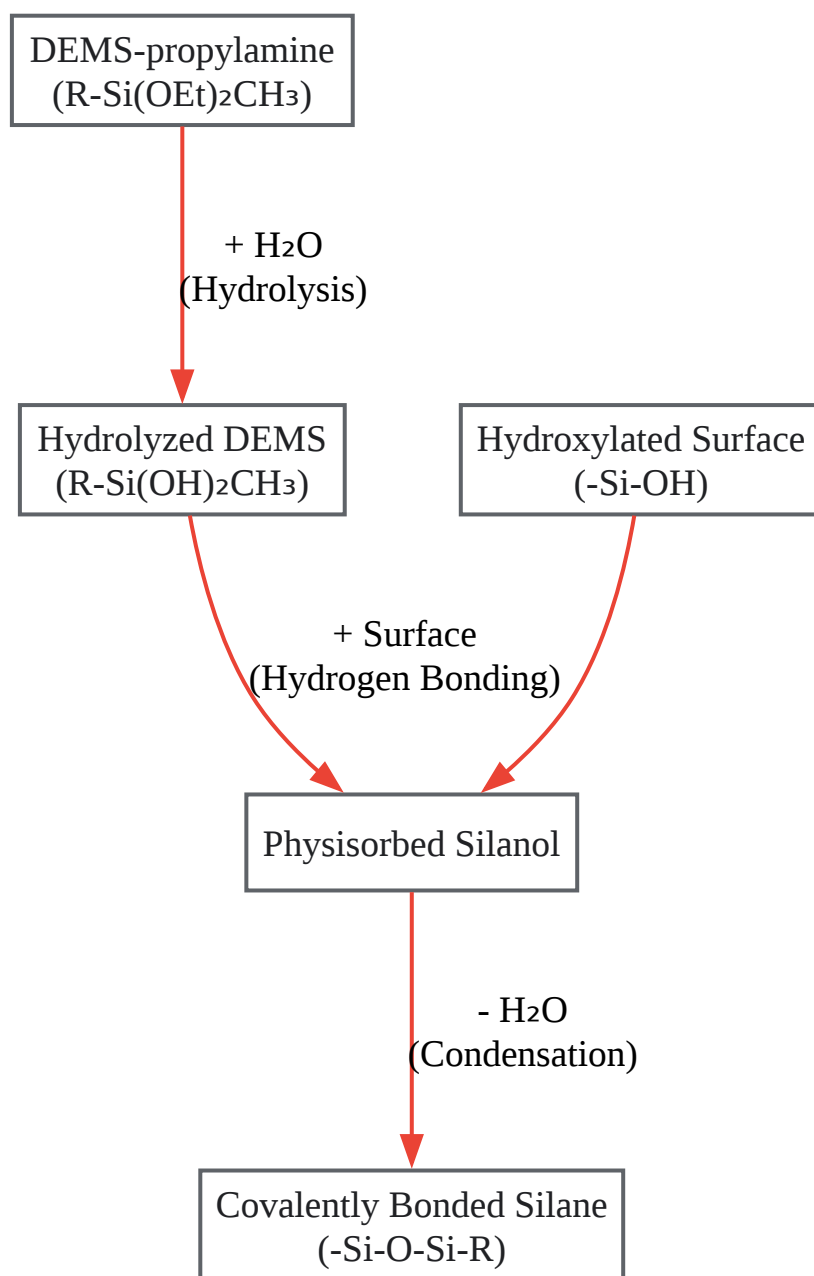 DEMS-propylamine
(R-Si(OEt)₂CH₃)
+ H₂O
(Hydrolysis)
Hydrolyzed DEMS
(R-Si(OH)₂CH₃)
Hydroxylated Surface
(-Si-OH)
+ Surface
(Hydrogen Bonding)
Physisorbed Silanol
- H₂O
(Condensation)
Covalently Bonded Silane
(-Si-O-Si-R)